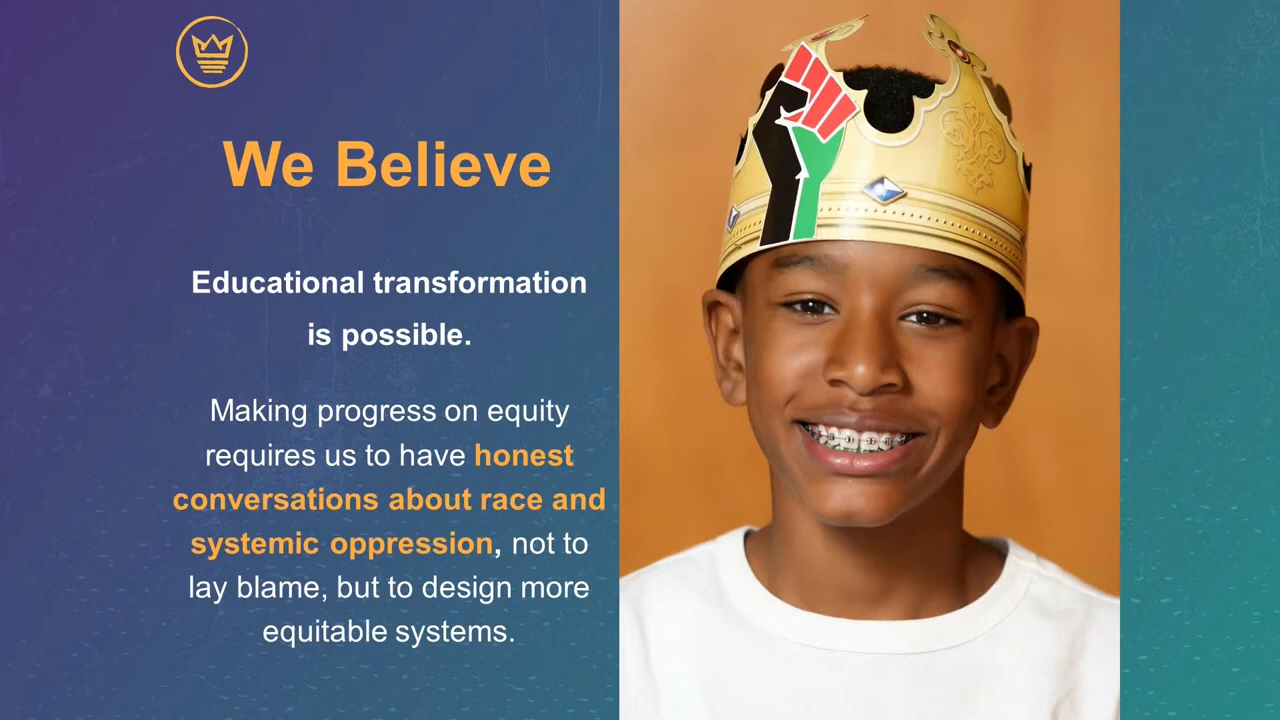 We Believe
Educational transformation
is possible.
Making progress on equity
requires us to have honest
conversations about race and
systemic oppression, not to
lay blame, but to design more
equitable systems.